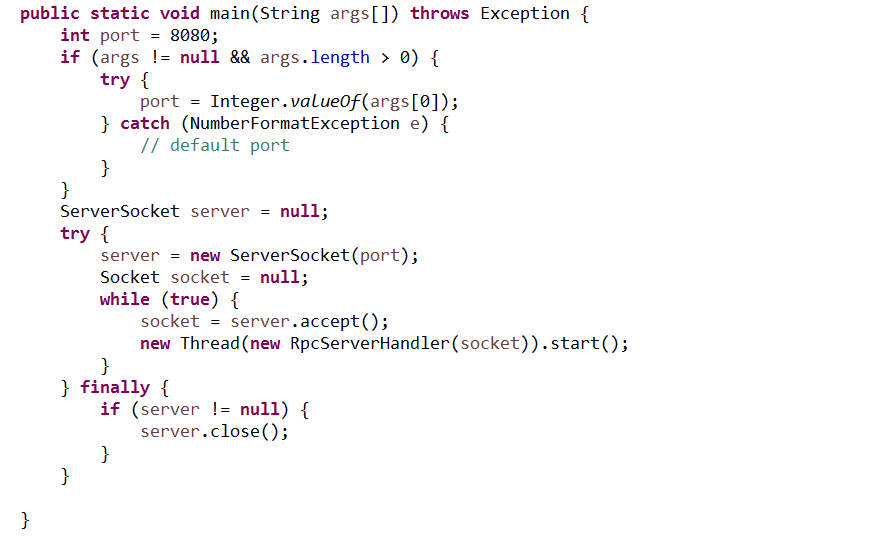 public static void main(String args[]) throws Exception {
    int port = 8080;
    if (args != null && args.length > 0) {
        try {
            port = Integer.valueOf(args[0]);
        } catch (NumberFormatException e) {
            // default port
        }
    }
    ServerSocket server = null;
    try {
        server = new ServerSocket(port);
        Socket socket = null;
        while (true) {
            socket = server.accept();
            new Thread(new RpcServerHandler(socket)).start();
        }
    } finally {
        if (server != null) {
            server.close();
        }
    }

}